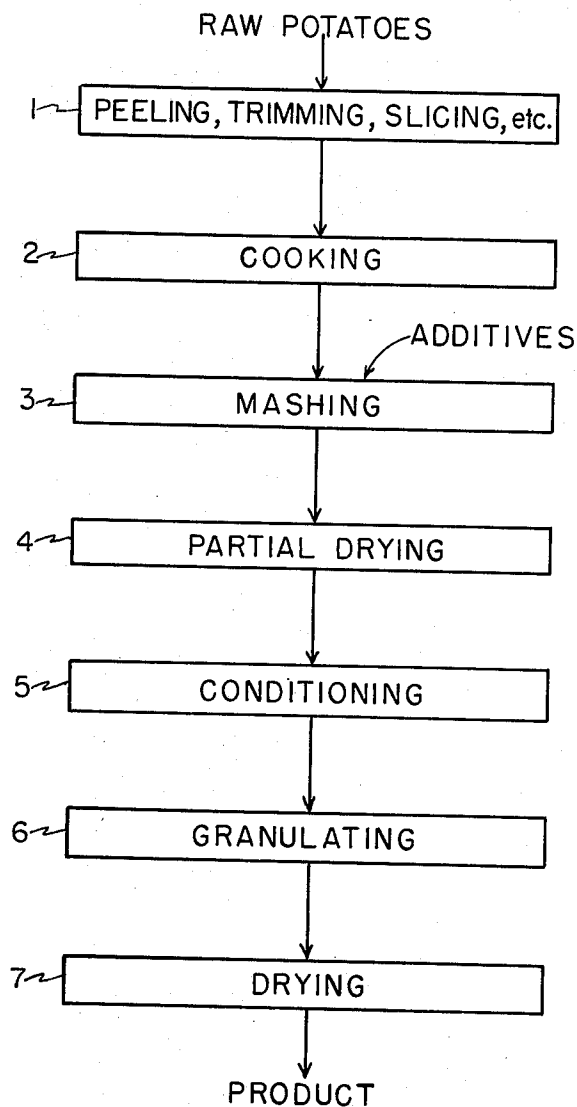 RAW POTATOES
1 PEELING, TRIMMING, SLICING, etc.
2 COOKING
ADDITIVES
3 MASHING
4 PARTIAL DRYING
5 CONDITIONING
6 GRANULATING
7 DRYING
PRODUCT